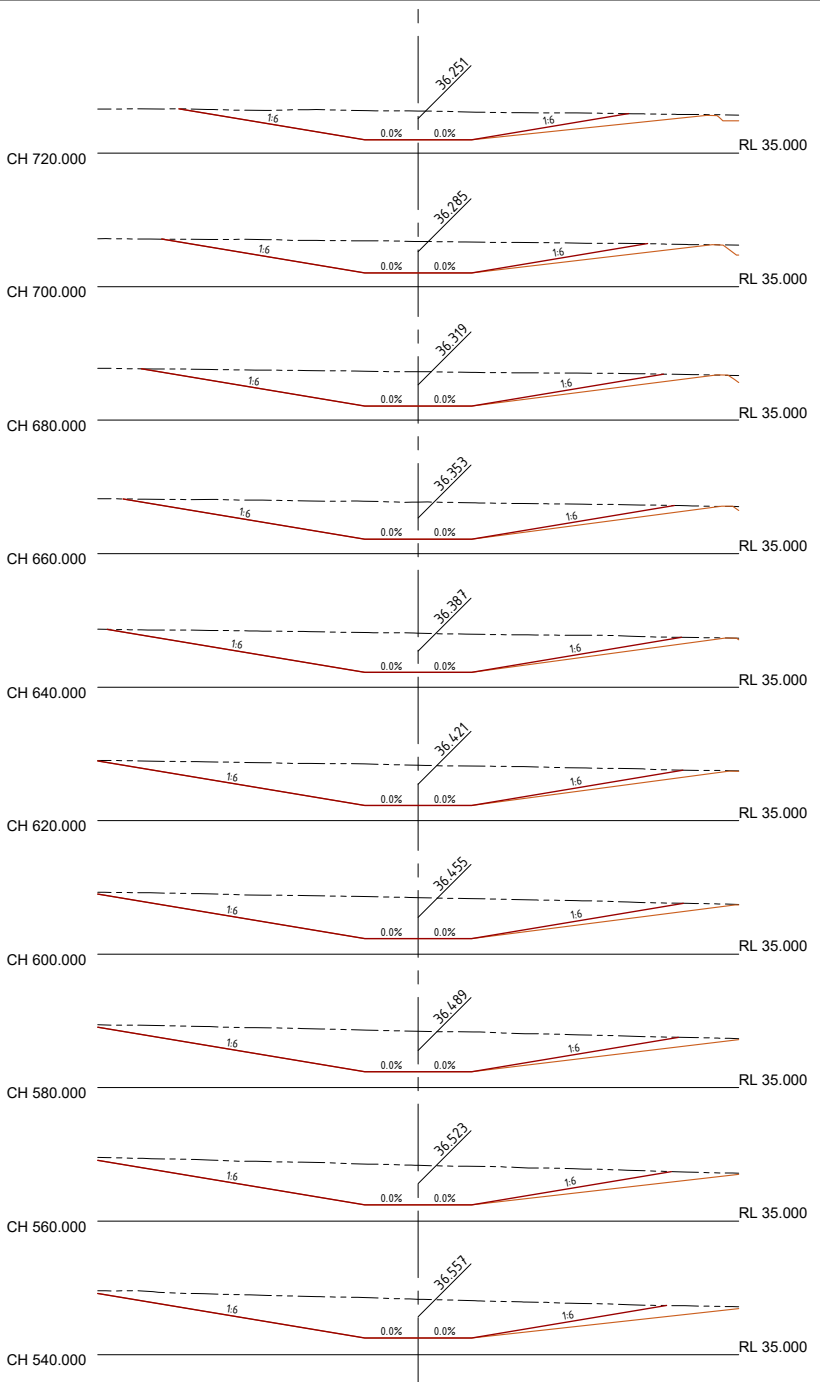 36.251
1:6
0.0% 0.0%
1:6
CH 720.000
RL 35.000
36.285
1:6
0.0% 0.0%
1:6
CH 700.000
RL 35.000
36.319
1:6
0.0% 0.0%
1:6
CH 680.000
RL 35.000
36.353
1:6
0.0% 0.0%
1:6
CH 660.000
RL 35.000
36.387
1:6
0.0% 0.0%
1:6
CH 640.000
RL 35.000
36.421
1:6
0.0% 0.0%
1:6
CH 620.000
RL 35.000
36.455
1:6
0.0% 0.0%
1:6
CH 600.000
RL 35.000
36.489
1:6
0.0% 0.0%
1:6
CH 580.000
RL 35.000
36.523
1:6
0.0% 0.0%
1:6
CH 560.000
RL 35.000
36.557
1:6
0.0% 0.0%
1:6
CH 540.000
RL 35.000